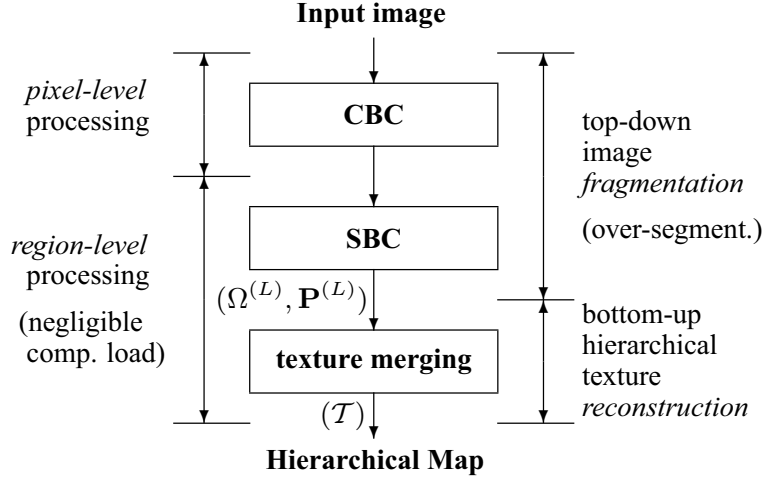 Input image
pixel-level
processing
CBC
top-down
image
fragmentation
(over-segment.)
SBC
region-level
processing
(negligible
comp. load)
(Ω^{(L)}, P^{(L)})
bottom-up
hierarchical
texture
reconstruction
texture merging
(𝒯)
Hierarchical Map